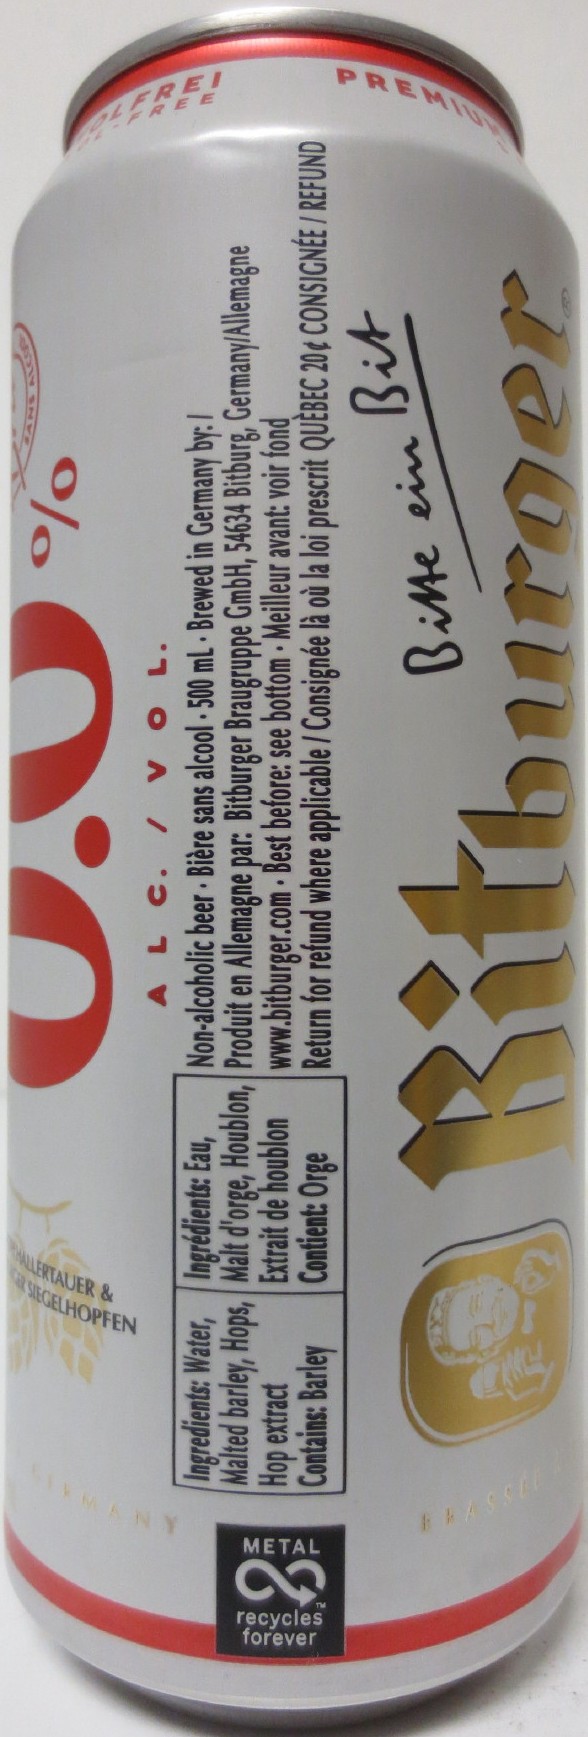 PREMIUM
0.0%
ALC. / VOL.
SANS ALCOOL
Non-alcoholic beer · Bière sans alcool · 500 mL · Brewed in Germany by: /
Produit en Allemagne par: Bitburger Braugruppe GmbH, 54634 Bitburg, Germany/Allemagne
www.bitburger.com · Best before: see bottom · Meilleur avant: voir fond
Return for refund where applicable / Consignée là où la loi prescrit QUÉBEC 20¢ CONSIGNÉE / REFUND
Ingredients: Water,
Malted barley, Hops,
Hop extract
Contains: Barley
Ingrédients: Eau,
Malt d'orge, Houblon,
Extrait de houblon
Contient: Orge
Bitte ein Bit
Bitburger®
&
SIEGELHOPFEN
GERMANY
METAL
recycles™
forever